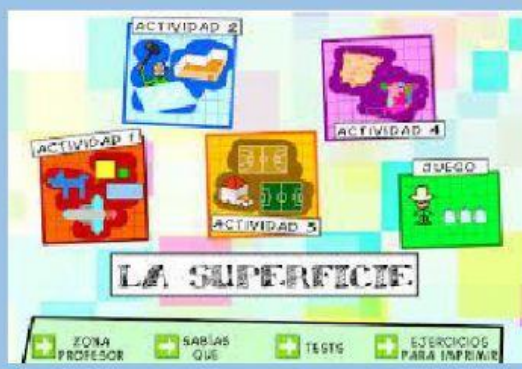 ACTIVIDAD 2
ACTIVIDAD 4
ACTIVIDAD 1
JUEGO
ACTIVIDAD 3
LA SUPERFICIE
ZONA
PROFESOR
SABÍAS
QUE
TESTS
EJERCICIOS
PARA IMPRIMIR